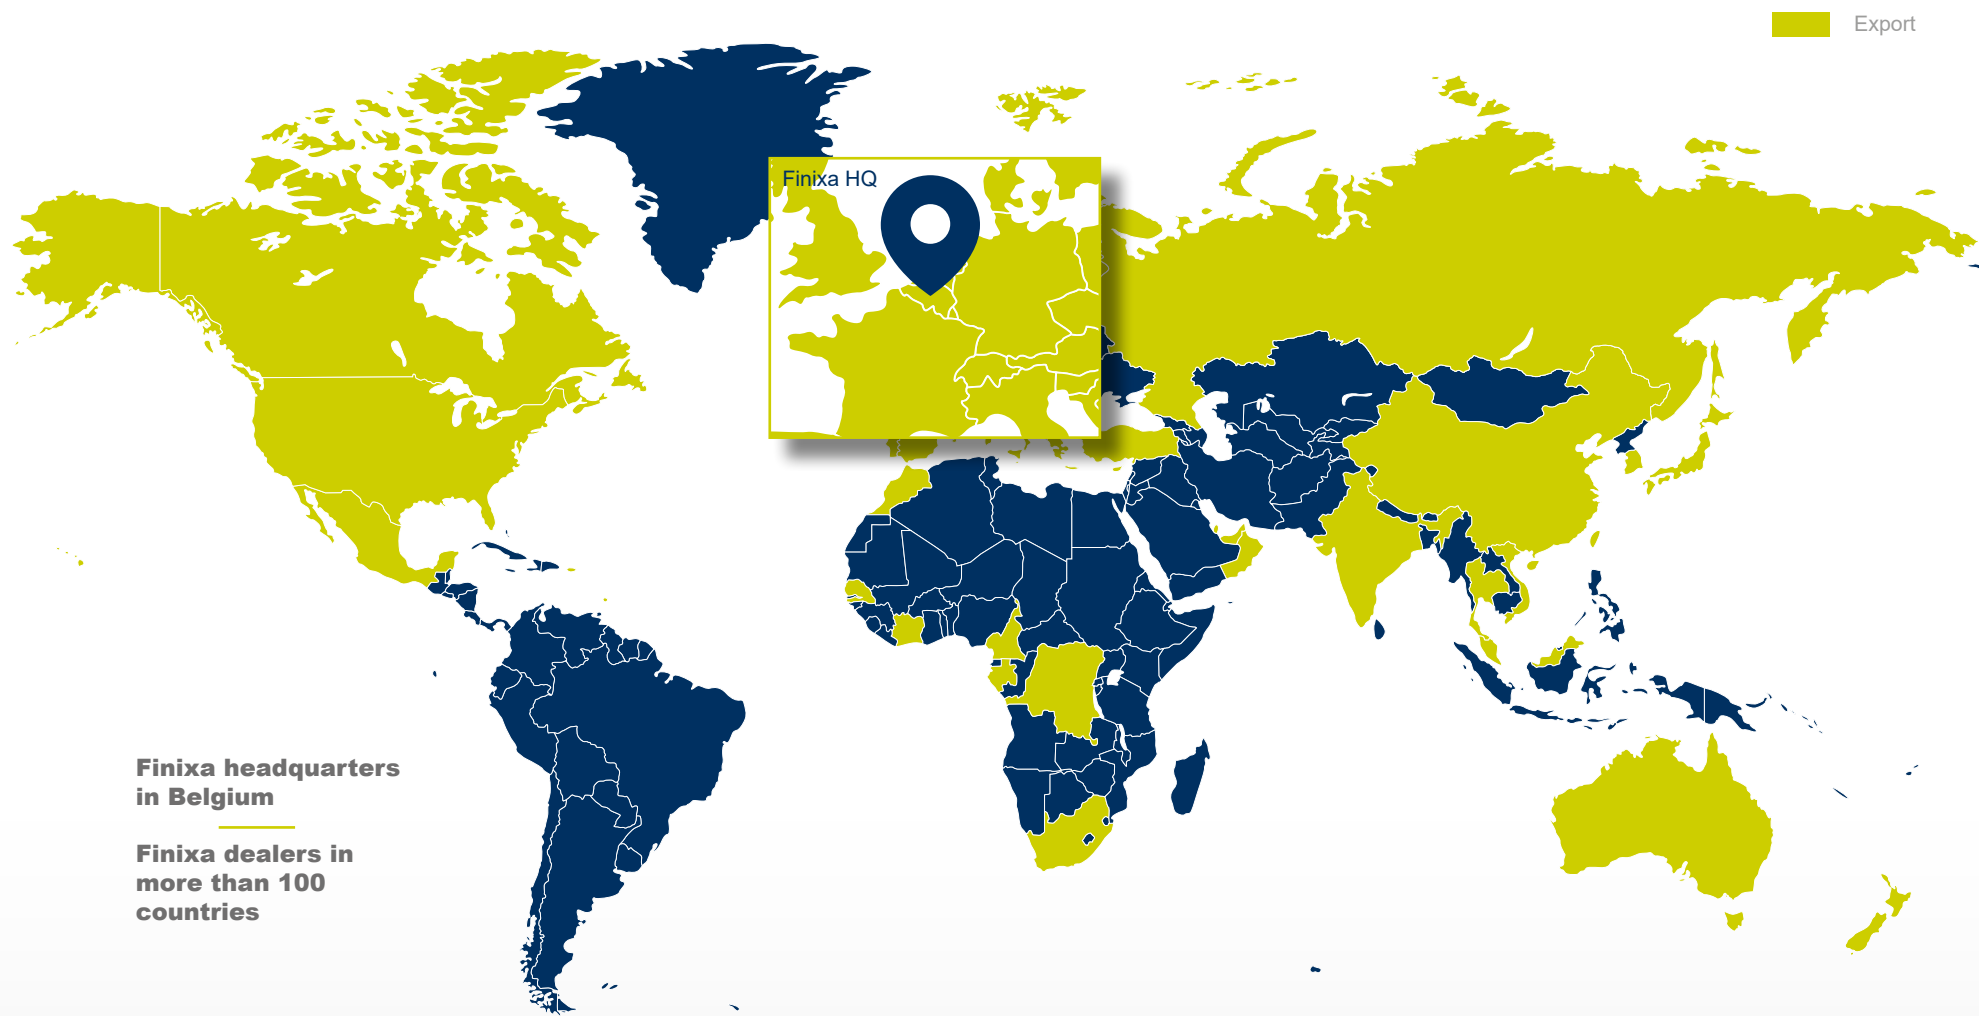 Export
Finixa HQ
Finixa headquarters
in Belgium
Finixa dealers in
more than 100
countries